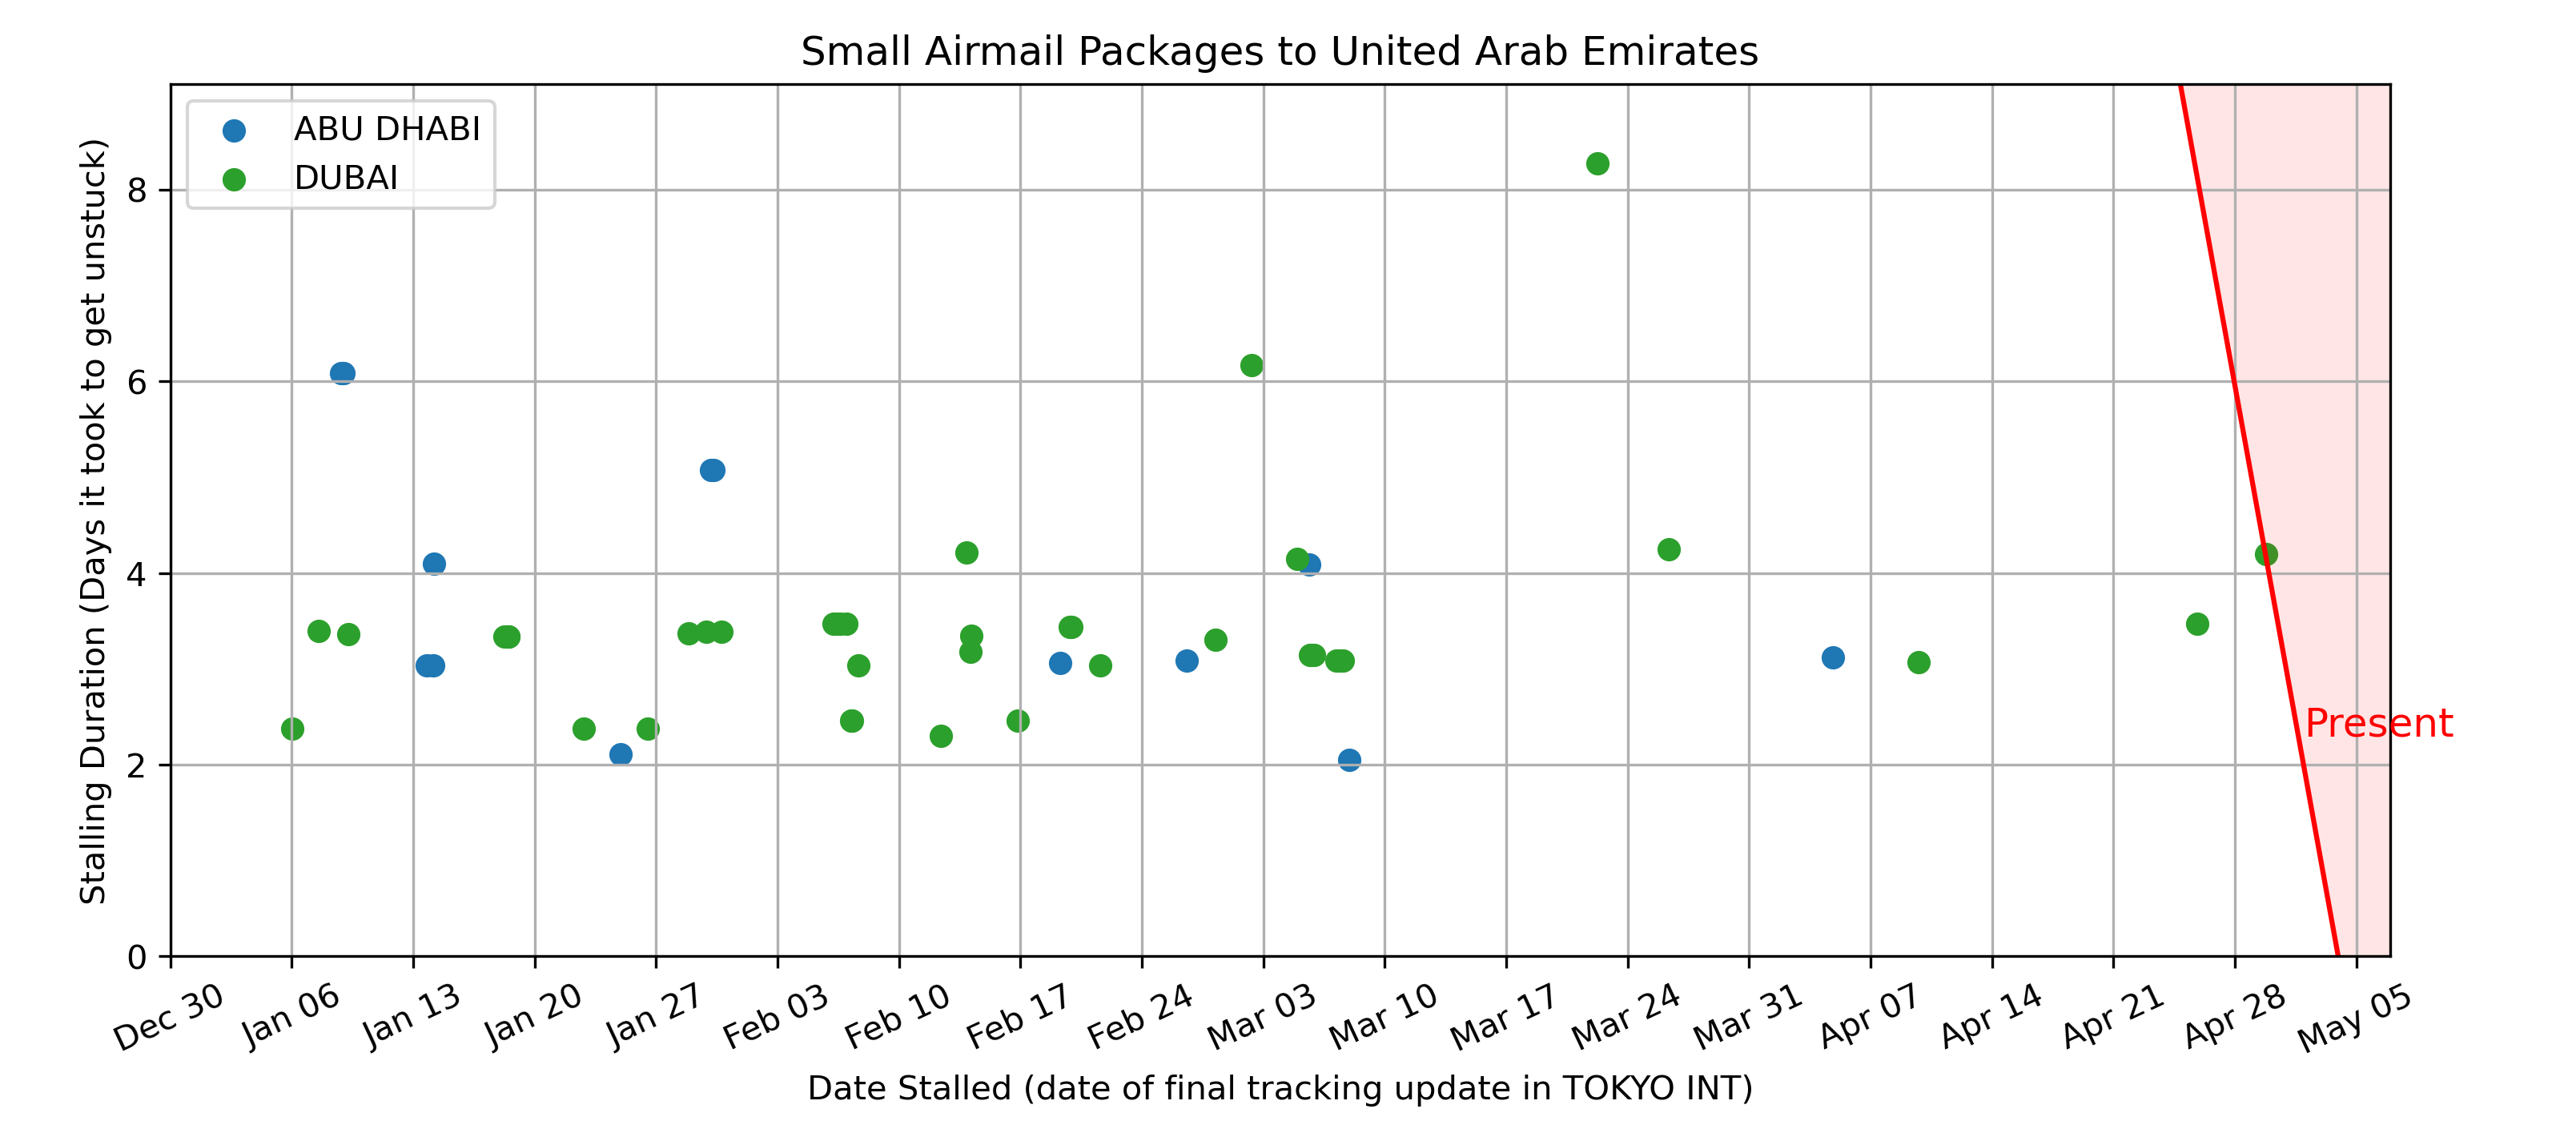 Small Airmail Packages to United Arab Emirates
ABU DHABI
DUBAI
Stalling Duration (Days it took to get unstuck)
8
6
4
2
0
Present
Dec 30
Jan 06
Jan 13
Jan 20
Jan 27
Feb 03
Feb 10
Feb 17
Feb 24
Mar 03
Mar 10
Mar 17
Mar 24
Mar 31
Apr 07
Apr 14
Apr 21
Apr 28
May 05
Date Stalled (date of final tracking update in TOKYO INT)